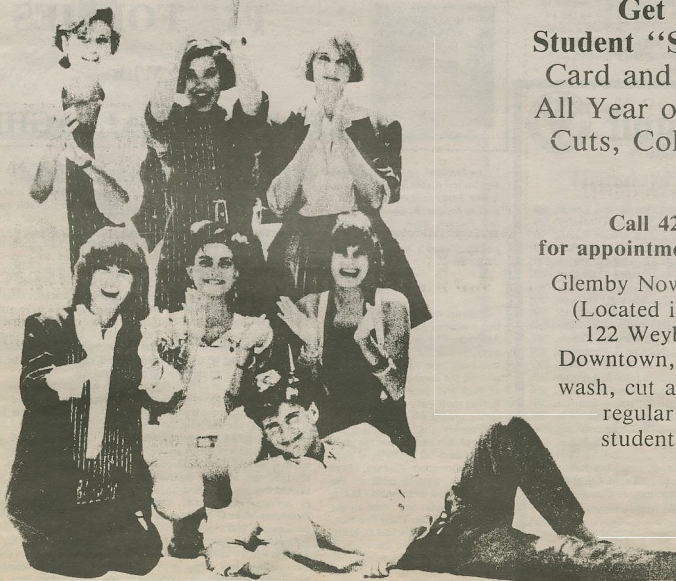 Get
Student “S
Card and
All Year o
Cuts, Col
Call 42
for appointme
Glemby Now
(Located i
122 Weyb
Downtown,
wash, cut a
regular
student